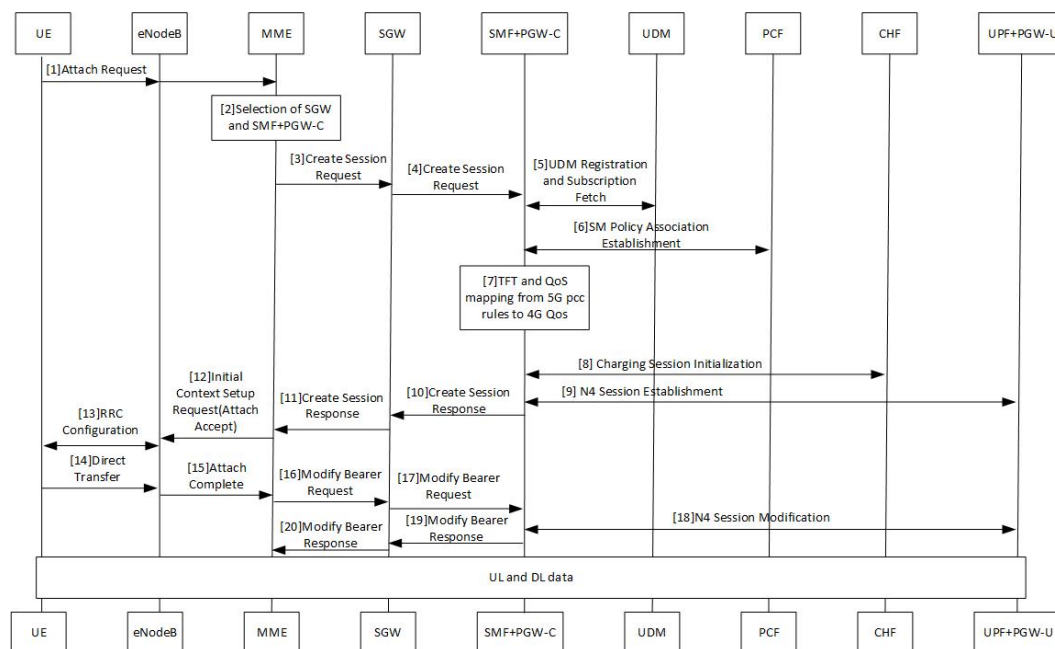 UE
eNodeB
MME
SGW
SMF+PGW-C
UDM
PCF
CHF
UPF+PGW-U
[1]Attach Request
[2]Selection of SGW
and SMF+PGW-C
[3]Create Session
Request
[4]Create Session
Request
[5]UDM Registration
and Subscription
Fetch
[6]SM Policy Association
Establishment
[7]TFT and QoS
mapping from 5G pcc
rules to 4G Qos
[8] Charging Session Initialization
[9] N4 Session Establishment
[10]Create Session
Response
[11]Create Session
Response
[12]Initial
Context Setup
Request(Attach
Accept)
[13]RRC
Configuration
[14]Direct
Transfer
[15]Attach
Complete
[16]Modify Bearer
Request
[17]Modify Bearer
Request
[18]N4 Session Modification
[19]Modify Bearer
Response
[20]Modify Bearer
Response
UL and DL data
UE
eNodeB
MME
SGW
SMF+PGW-C
UDM
PCF
CHF
UPF+PGW-U